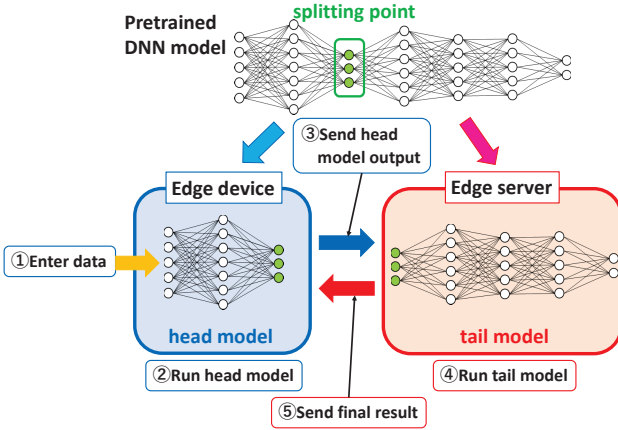 Pretrained
DNN model
splitting point
③Send head
model output
Edge device
Edge server
①Enter data
head model
tail model
②Run head model
④Run tail model
⑤Send final result